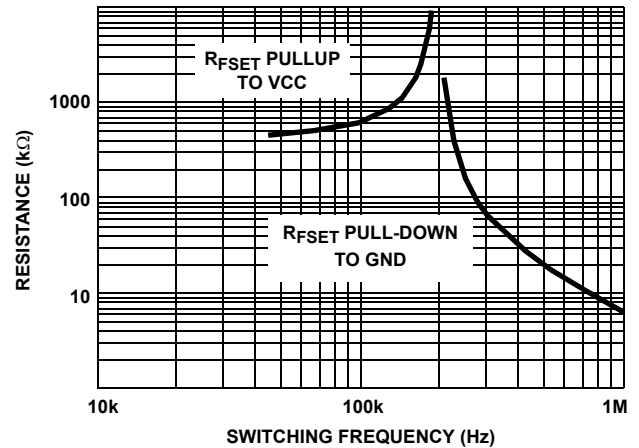 RFSET PULLUP
TO VCC
1000
100
10
RESISTANCE (kΩ)
RFSET PULL-DOWN
TO GND
10k
100k
1M
SWITCHING FREQUENCY (Hz)